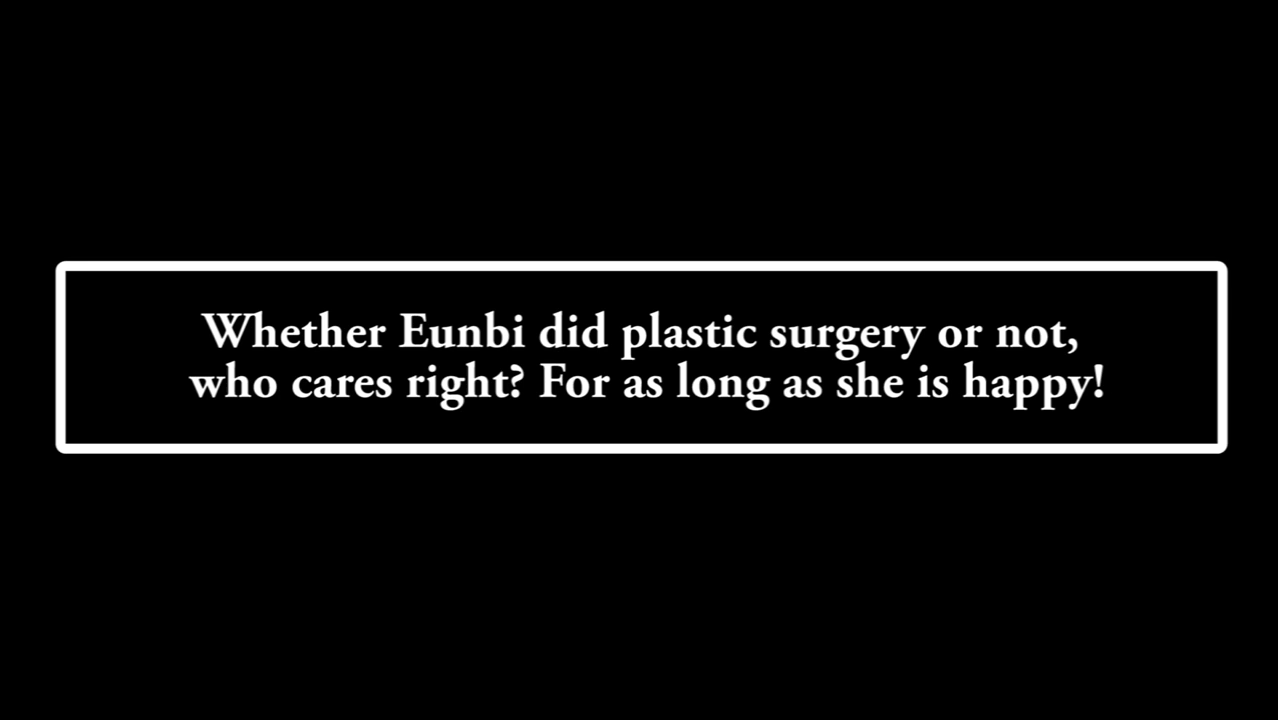 Whether Eunbi did plastic surgery or not,
who cares right? For as long as she is happy!